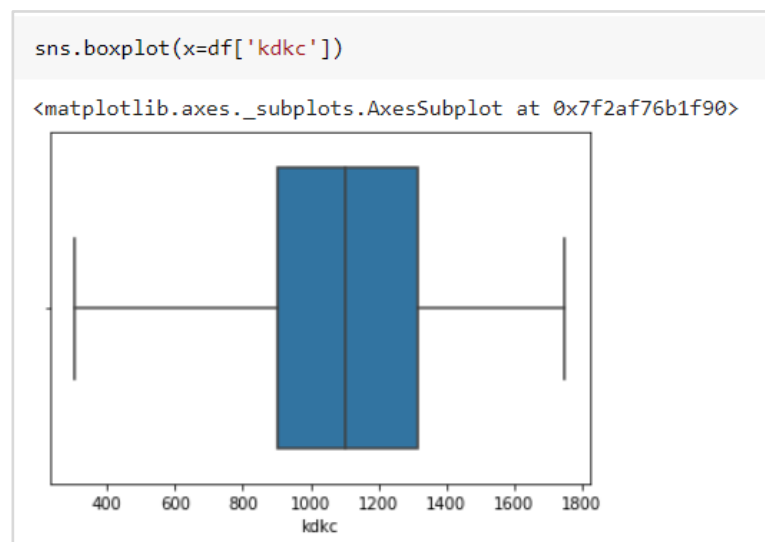 sns.boxplot(x=df['kdkc'])
<matplotlib.axes._subplots.AxesSubplot at 0x7f2af76b1f90>
400 600 800 1000 1200 1400 1600 1800
kdkc